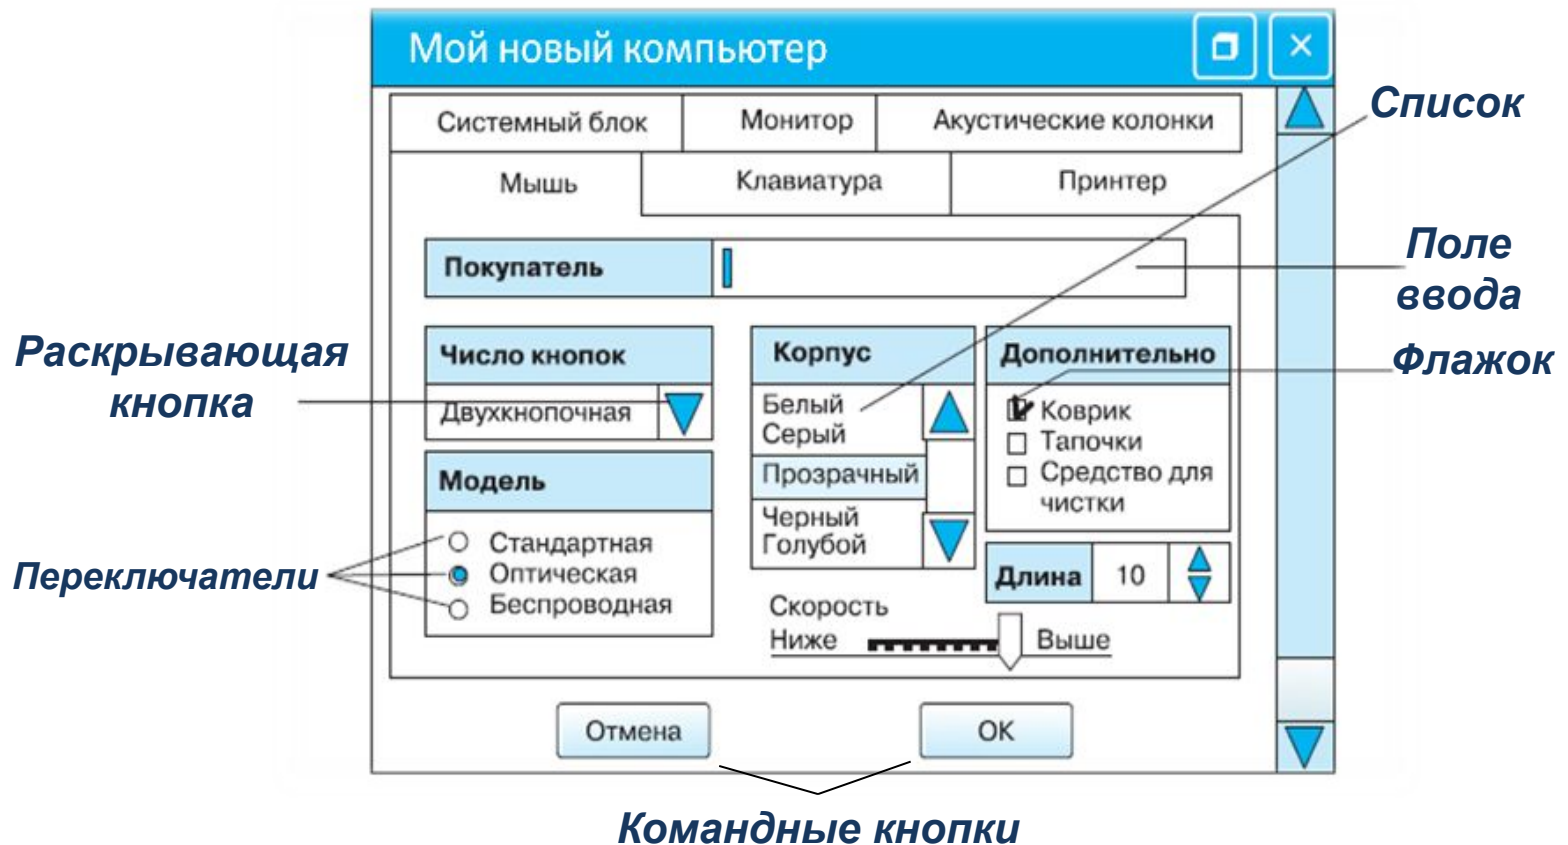 Мой новый компьютер
Список
Системный блок
Монитор
Акустические колонки
Мышь
Клавиатура
Принтер
Поле
ввода
Покупатель
Раскрывающая
кнопка
Число кнопок
Двухкнопочная
Корпус
Белый
Серый
Прозрачный
Черный
Голубой
Дополнительно
Флажок
Коврик
Тапочки
Средство для
чистки
Модель
Стандартная
Оптическая
Беспроводная
Переключатели
Длина
10
Скорость
Ниже
Выше
Отмена
ОК
Командные кнопки